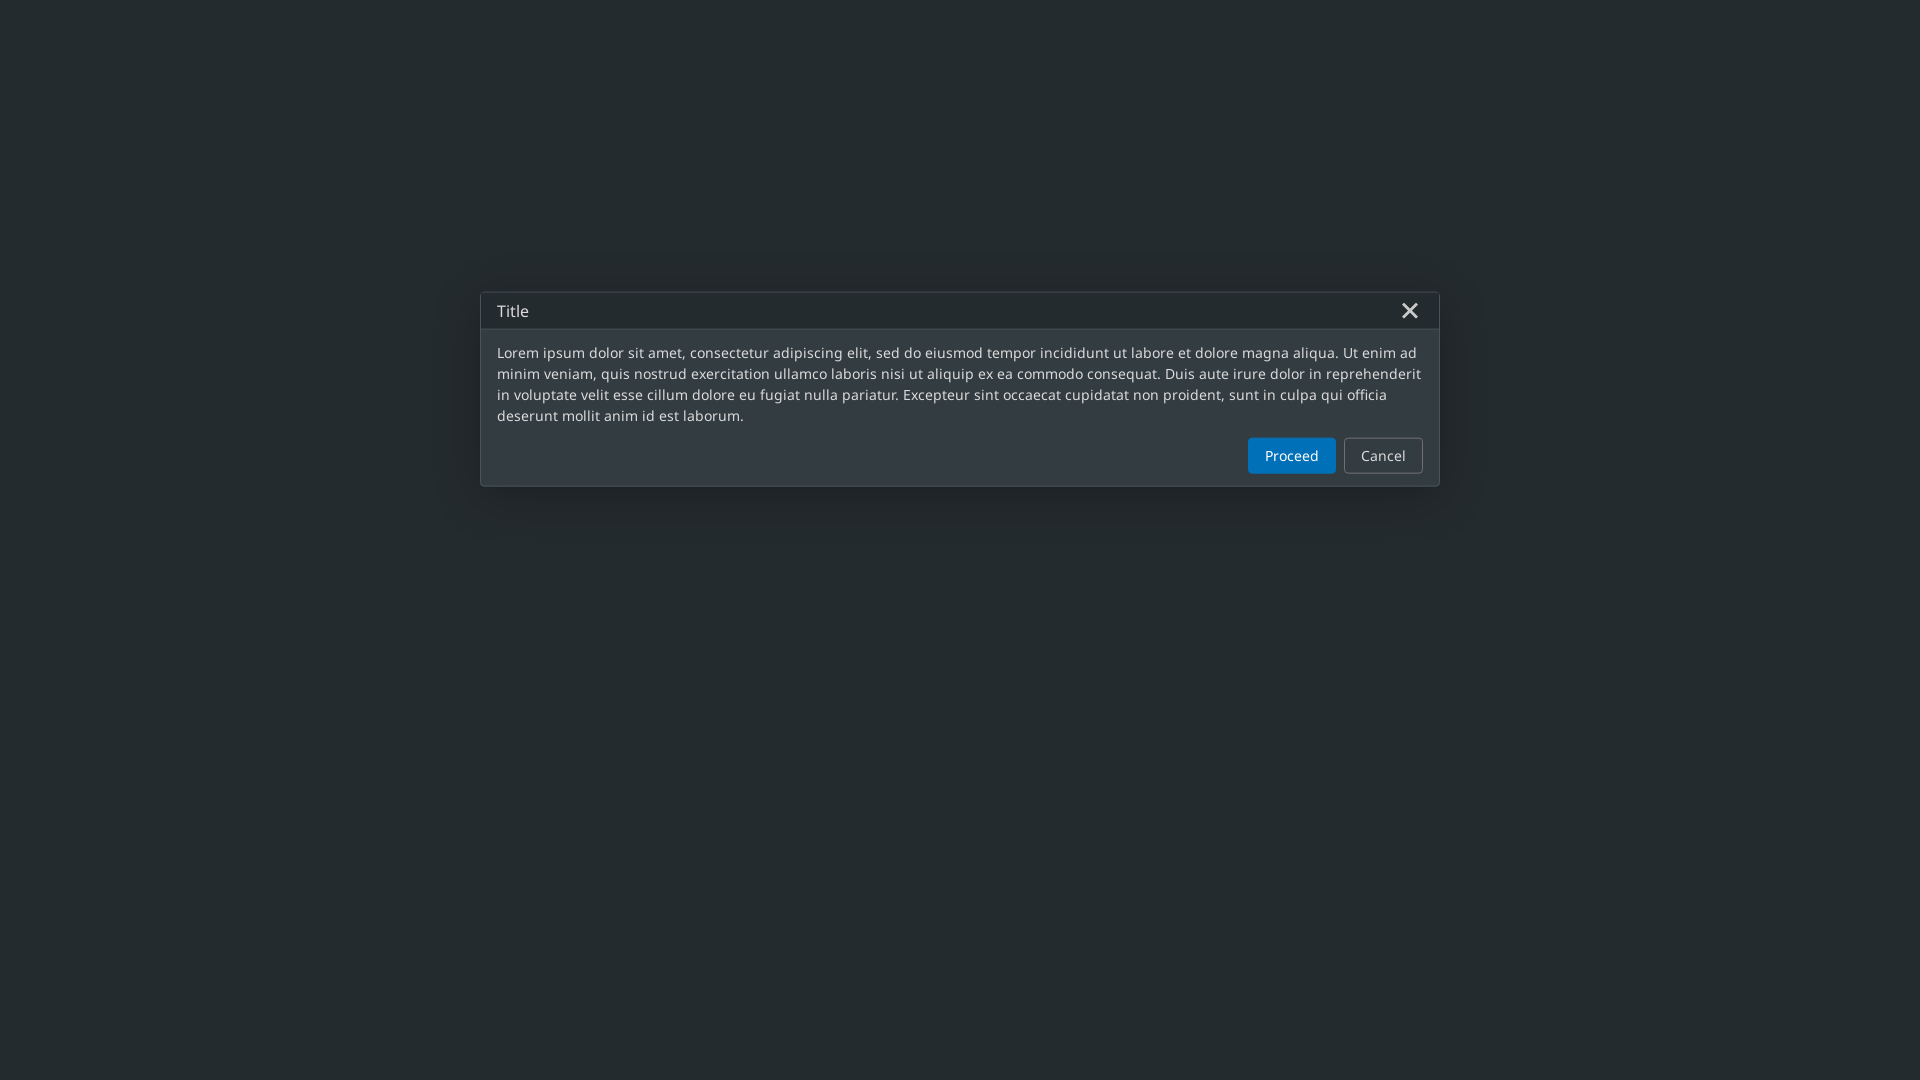 Title
Lorem ipsum dolor sit amet, consectetur adipiscing elit, sed do eiusmod tempor incididunt ut labore et dolore magna aliqua. Ut enim ad
minim veniam, quis nostrud exercitation ullamco laboris nisi ut aliquip ex ea commodo consequat. Duis aute irure dolor in reprehenderit
in voluptate velit esse cillum dolore eu fugiat nulla pariatur. Excepteur sint occaecat cupidatat non proident, sunt in culpa qui officia
deserunt mollit anim id est laborum.
Proceed Cancel